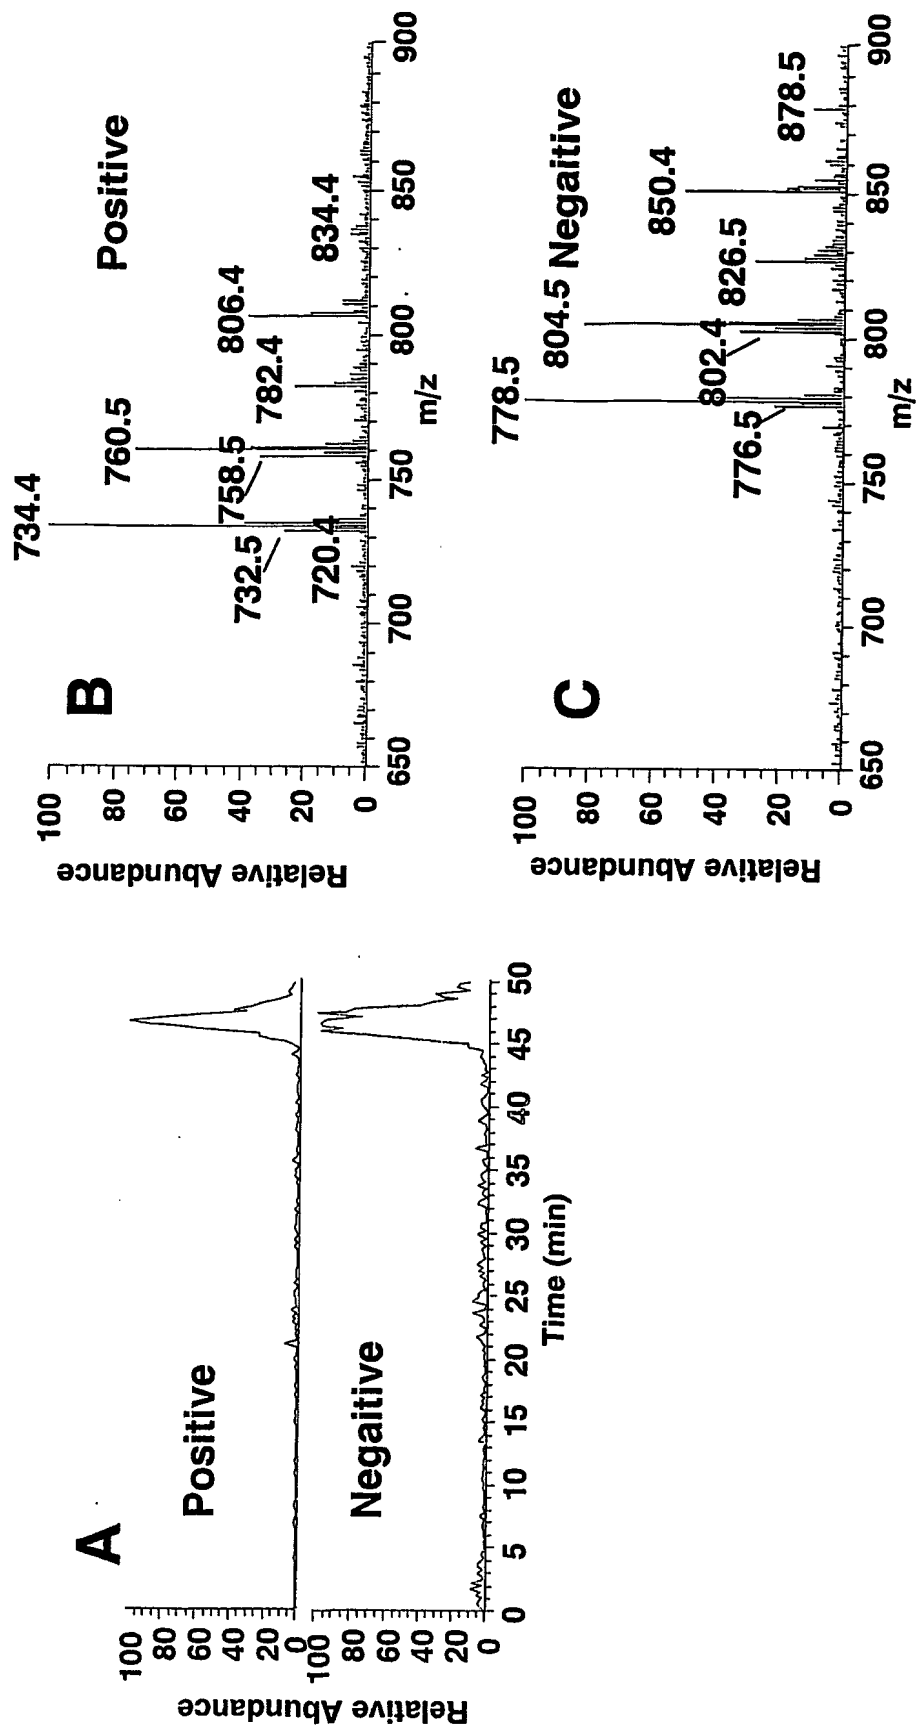 A
Positive
Relative Abundance
100
80
60
40
20
0
Negaitive
100
80
60
40
20
0
0 5 10 15 20 25 30 35 40 45 50
Time (min)
B
Positive
Relative Abundance
100
80
60
40
20
0
734.4
760.5
732.5
758.5
720.4
806.4
782.4
834.4
650 700 750 800 850 900
m/z
C
Negaitive
Relative Abundance
100
80
60
40
20
0
778.5
804.5
776.5
802.4
850.4
826.5
878.5
650 700 750 800 850 900
m/z